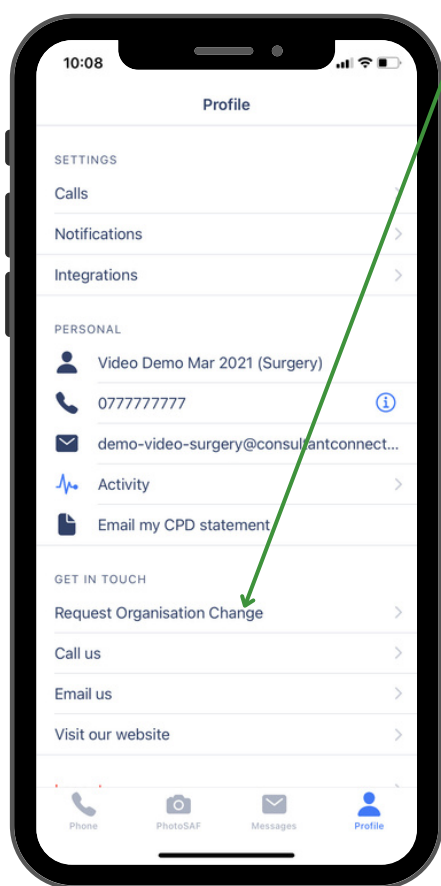 10:08
Profile
SETTINGS
Calls
Notifications
Integrations
PERSONAL
Video Demo Mar 2021 (Surgery)
0777777777
demo-video-surgery@consultantconnect...
Activity
Email my CPD statement
GET IN TOUCH
Request Organisation Change
Call us
Email us
Visit our website
Phone
PhotoSAF
Messages
Profile